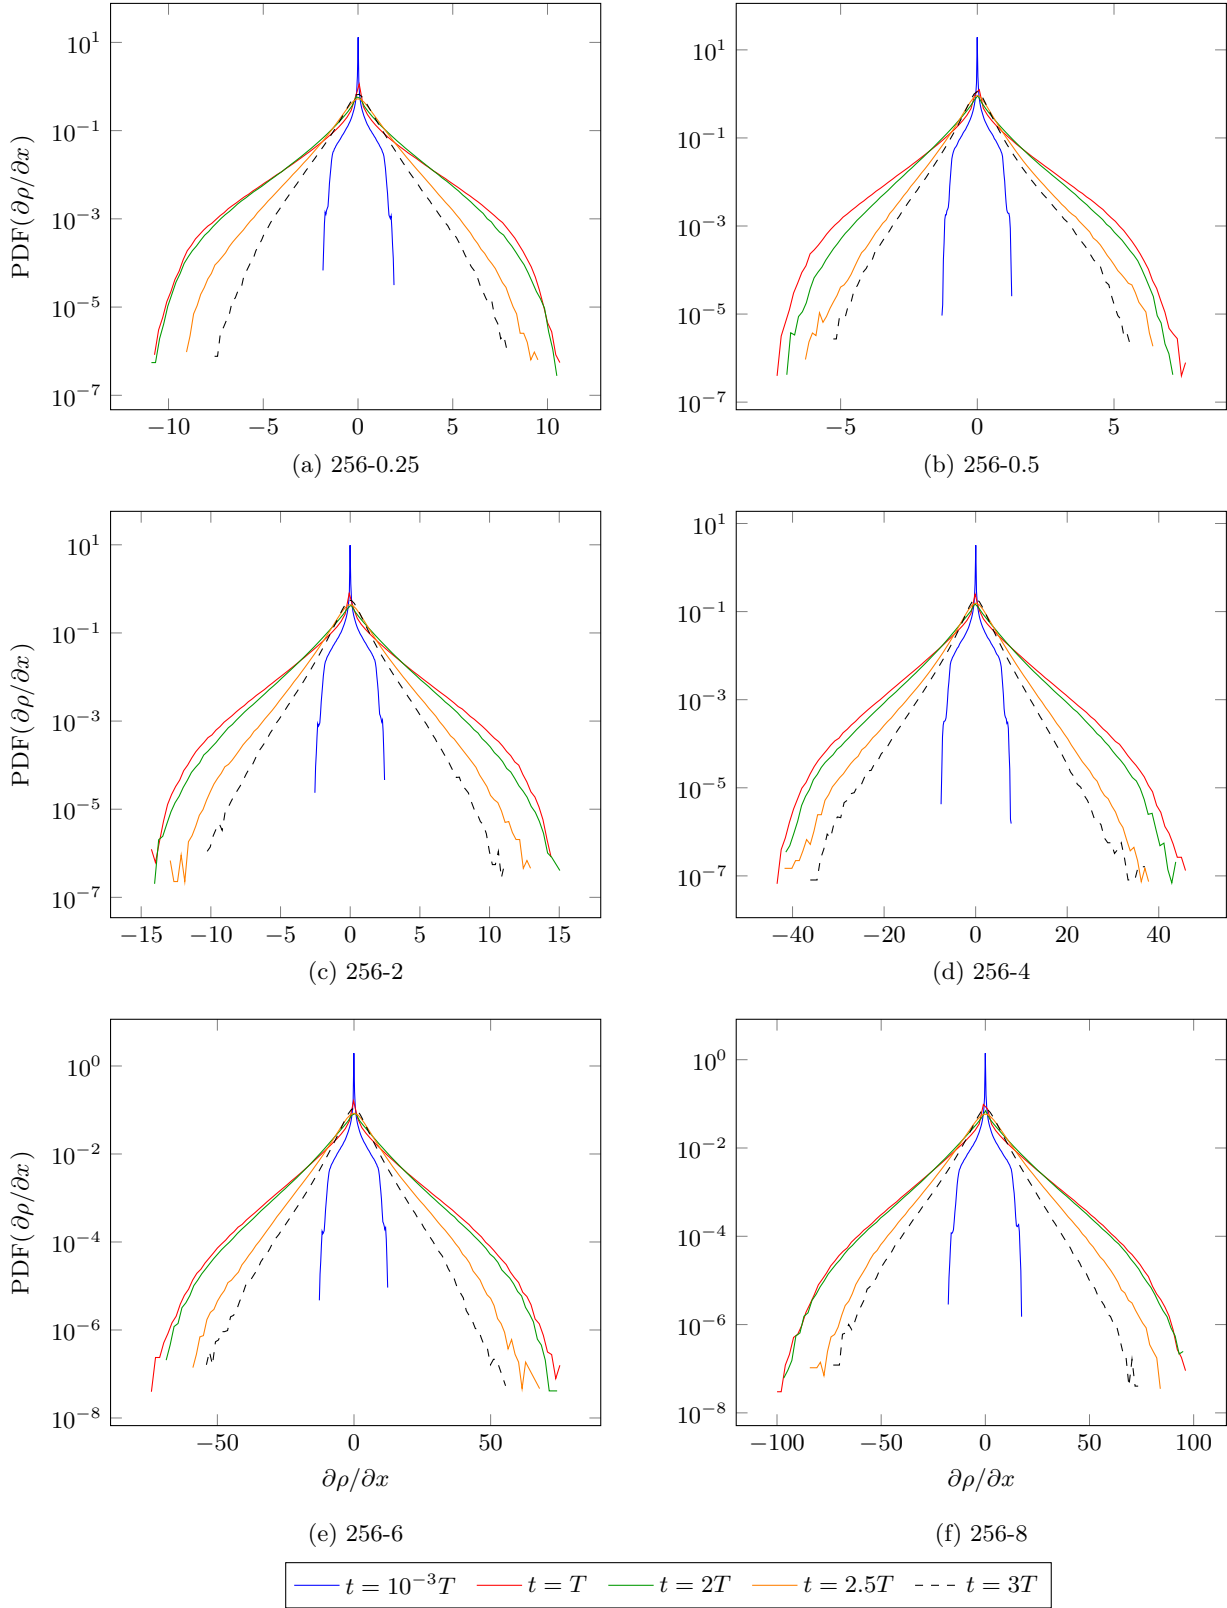 PDF(∂ρ/∂x)
10^1
10^−1
10^−3
10^−5
10^−7
−10 −5 0 5 10
(a) 256-0.25
10^1
10^−1
10^−3
10^−5
10^−7
−5 0 5
(b) 256-0.5
PDF(∂ρ/∂x)
10^1
10^−1
10^−3
10^−5
10^−7
−15 −10 −5 0 5 10 15
(c) 256-2
10^1
10^−1
10^−3
10^−5
10^−7
−40 −20 0 20 40
(d) 256-4
PDF(∂ρ/∂x)
10^0
10^−2
10^−4
10^−6
10^−8
−50 0 50
∂ρ/∂x
(e) 256-6
10^0
10^−2
10^−4
10^−6
10^−8
−100 −50 0 50 100
∂ρ/∂x
(f) 256-8
t = 10^−3T t = T t = 2T t = 2.5T t = 3T